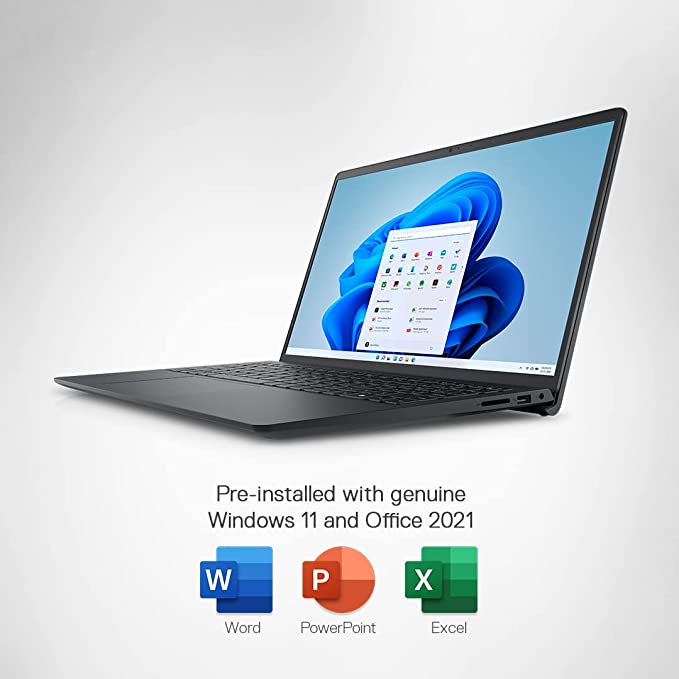 Pre-installed with genuine
Windows 11 and Office 2021
W
P
X
Word
PowerPoint
Excel